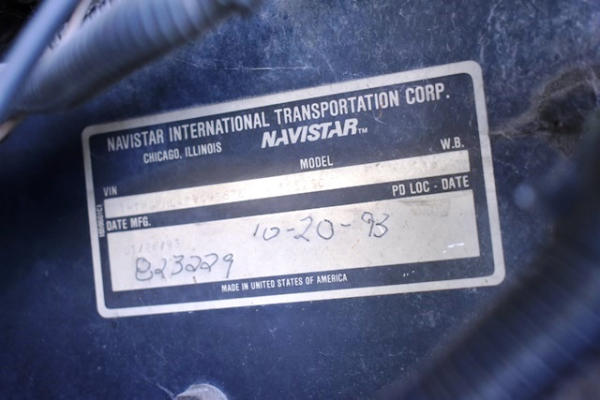 NAVISTAR INTERNATIONAL TRANSPORTATION CORP.
CHICAGO, ILLINOIS NAVISTAR TM
VIN MODEL W.B.
DATE MFG. PD LOC - DATE
10-20-93
823229
MADE IN UNITED STATES OF AMERICA